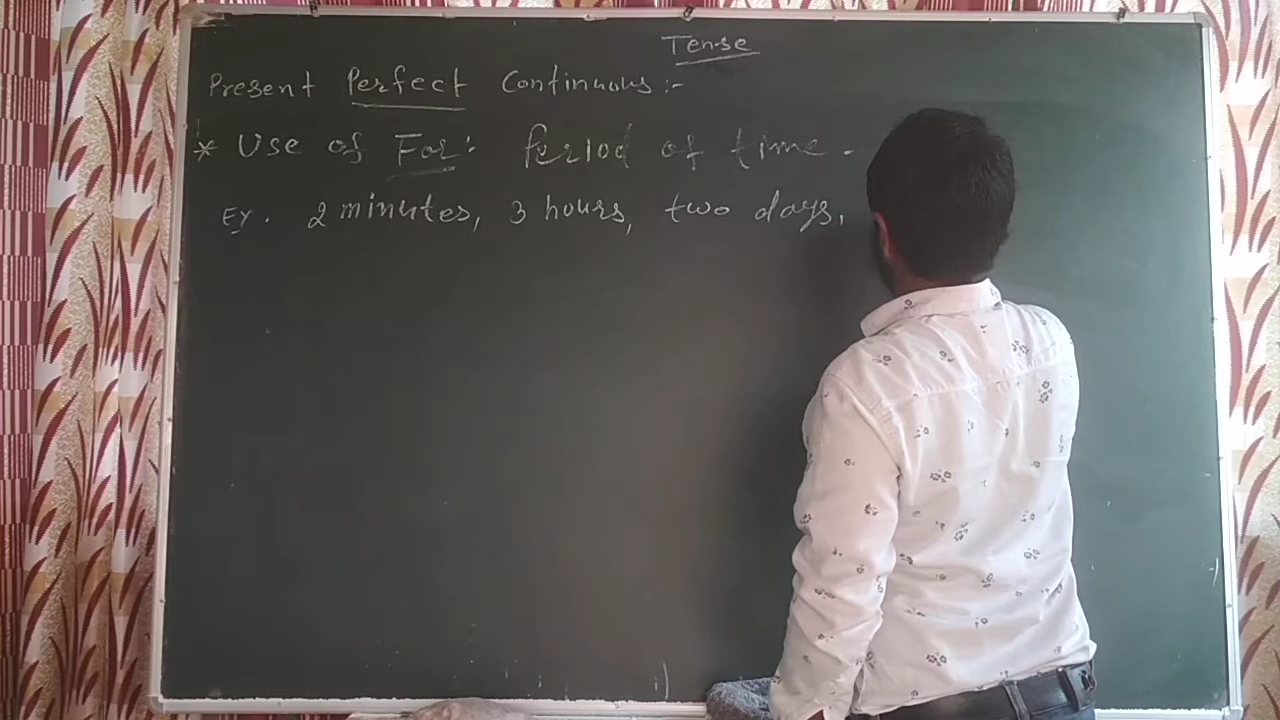 Tense
Present Perfect Continuous :-
* Use of For: Period of time.
Ex. 2 minutes, 3 hours, two days,